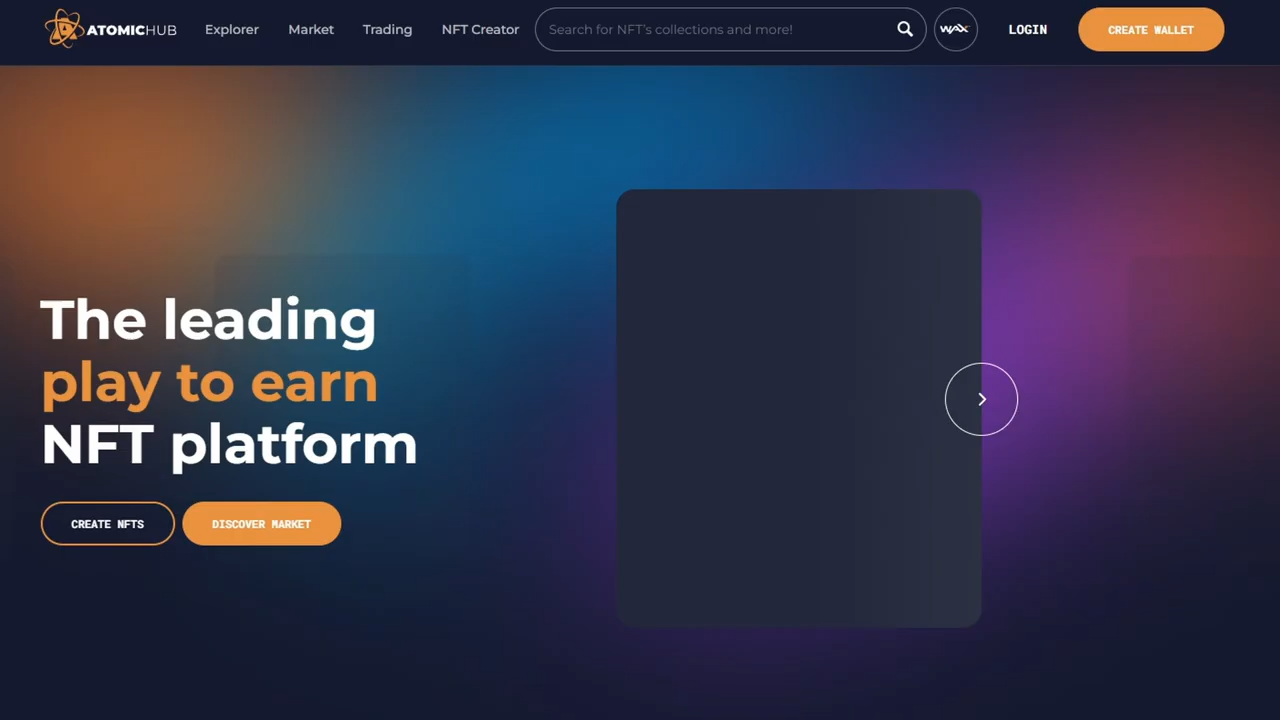 ATOMICHUB Explorer Market Trading NFT Creator Search for NFT's collections and more! WAX LOGIN CREATE WALLET
The leading
play to earn
NFT platform
CREATE NFTS DISCOVER MARKET